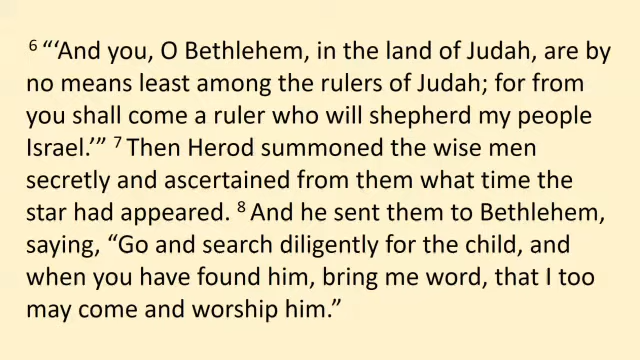 6 “‘And you, O Bethlehem, in the land of Judah, are by
no means least among the rulers of Judah; for from
you shall come a ruler who will shepherd my people
Israel.’” 7 Then Herod summoned the wise men
secretly and ascertained from them what time the
star had appeared. 8 And he sent them to Bethlehem,
saying, “Go and search diligently for the child, and
when you have found him, bring me word, that I too
may come and worship him.”